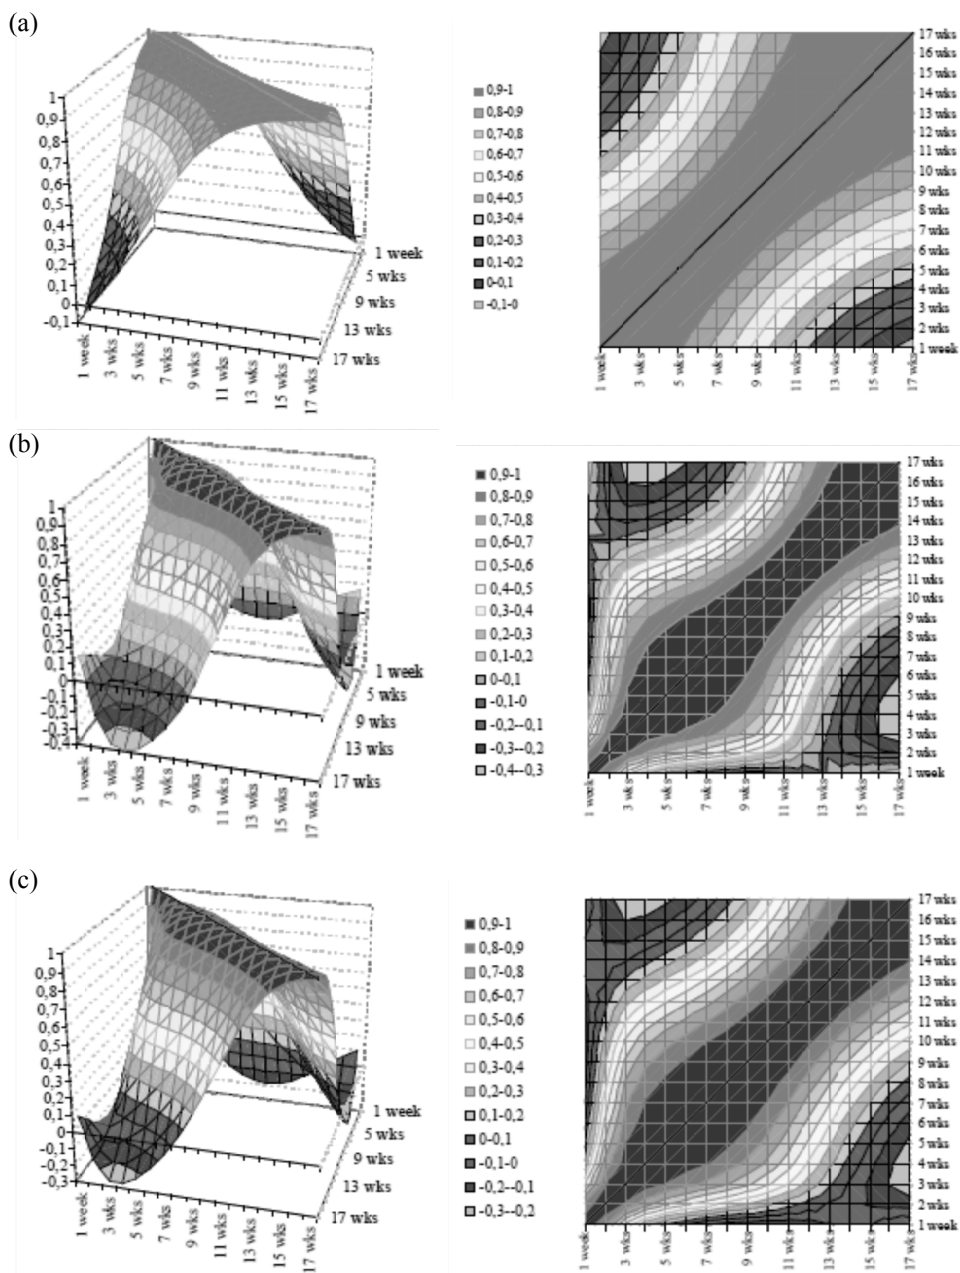 (a)
1
0,9
0,8
0,7
0,6
0,5
0,4
0,3
0,2
0,1
0
-0,1
1 week
3 wks
5 wks
7 wks
9 wks
11 wks
13 wks
15 wks
17 wks
1 week
5 wks
9 wks
13 wks
17 wks
0,9-1
0,8-0,9
0,7-0,8
0,6-0,7
0,5-0,6
0,4-0,5
0,3-0,4
0,2-0,3
0,1-0,2
0-0,1
-0,1-0
17 wks
16 wks
15 wks
14 wks
13 wks
12 wks
11 wks
10 wks
9 wks
8 wks
7 wks
6 wks
5 wks
4 wks
3 wks
2 wks
1 week
1 week
3 wks
5 wks
7 wks
9 wks
11 wks
13 wks
15 wks
17 wks
(b)
1
0,9
0,8
0,7
0,6
0,5
0,4
0,3
0,2
0,1
0
-0,1
-0,2
-0,3
-0,4
1 week
3 wks
5 wks
7 wks
9 wks
11 wks
13 wks
15 wks
17 wks
1 week
5 wks
9 wks
13 wks
17 wks
0,9-1
0,8-0,9
0,7-0,8
0,6-0,7
0,5-0,6
0,4-0,5
0,3-0,4
0,2-0,3
0,1-0,2
0-0,1
-0,1-0
-0,2--0,1
-0,3--0,2
-0,4--0,3
17 wks
16 wks
15 wks
14 wks
13 wks
12 wks
11 wks
10 wks
9 wks
8 wks
7 wks
6 wks
5 wks
4 wks
3 wks
2 wks
1 week
1 week
3 wks
5 wks
7 wks
9 wks
11 wks
13 wks
15 wks
17 wks
(c)
1
0,9
0,8
0,7
0,6
0,5
0,4
0,3
0,2
0,1
0
-0,1
-0,2
-0,3
1 week
3 wks
5 wks
7 wks
9 wks
11 wks
13 wks
15 wks
17 wks
1 week
5 wks
9 wks
13 wks
17 wks
0,9-1
0,8-0,9
0,7-0,8
0,6-0,7
0,5-0,6
0,4-0,5
0,3-0,4
0,2-0,3
0,1-0,2
0-0,1
-0,1-0
-0,2--0,1
-0,3--0,2
17 wks
16 wks
15 wks
14 wks
13 wks
12 wks
11 wks
10 wks
9 wks
8 wks
7 wks
6 wks
5 wks
4 wks
3 wks
2 wks
1 week
1 week
3 wks
5 wks
7 wks
9 wks
11 wks
13 wks
15 wks
17 wks